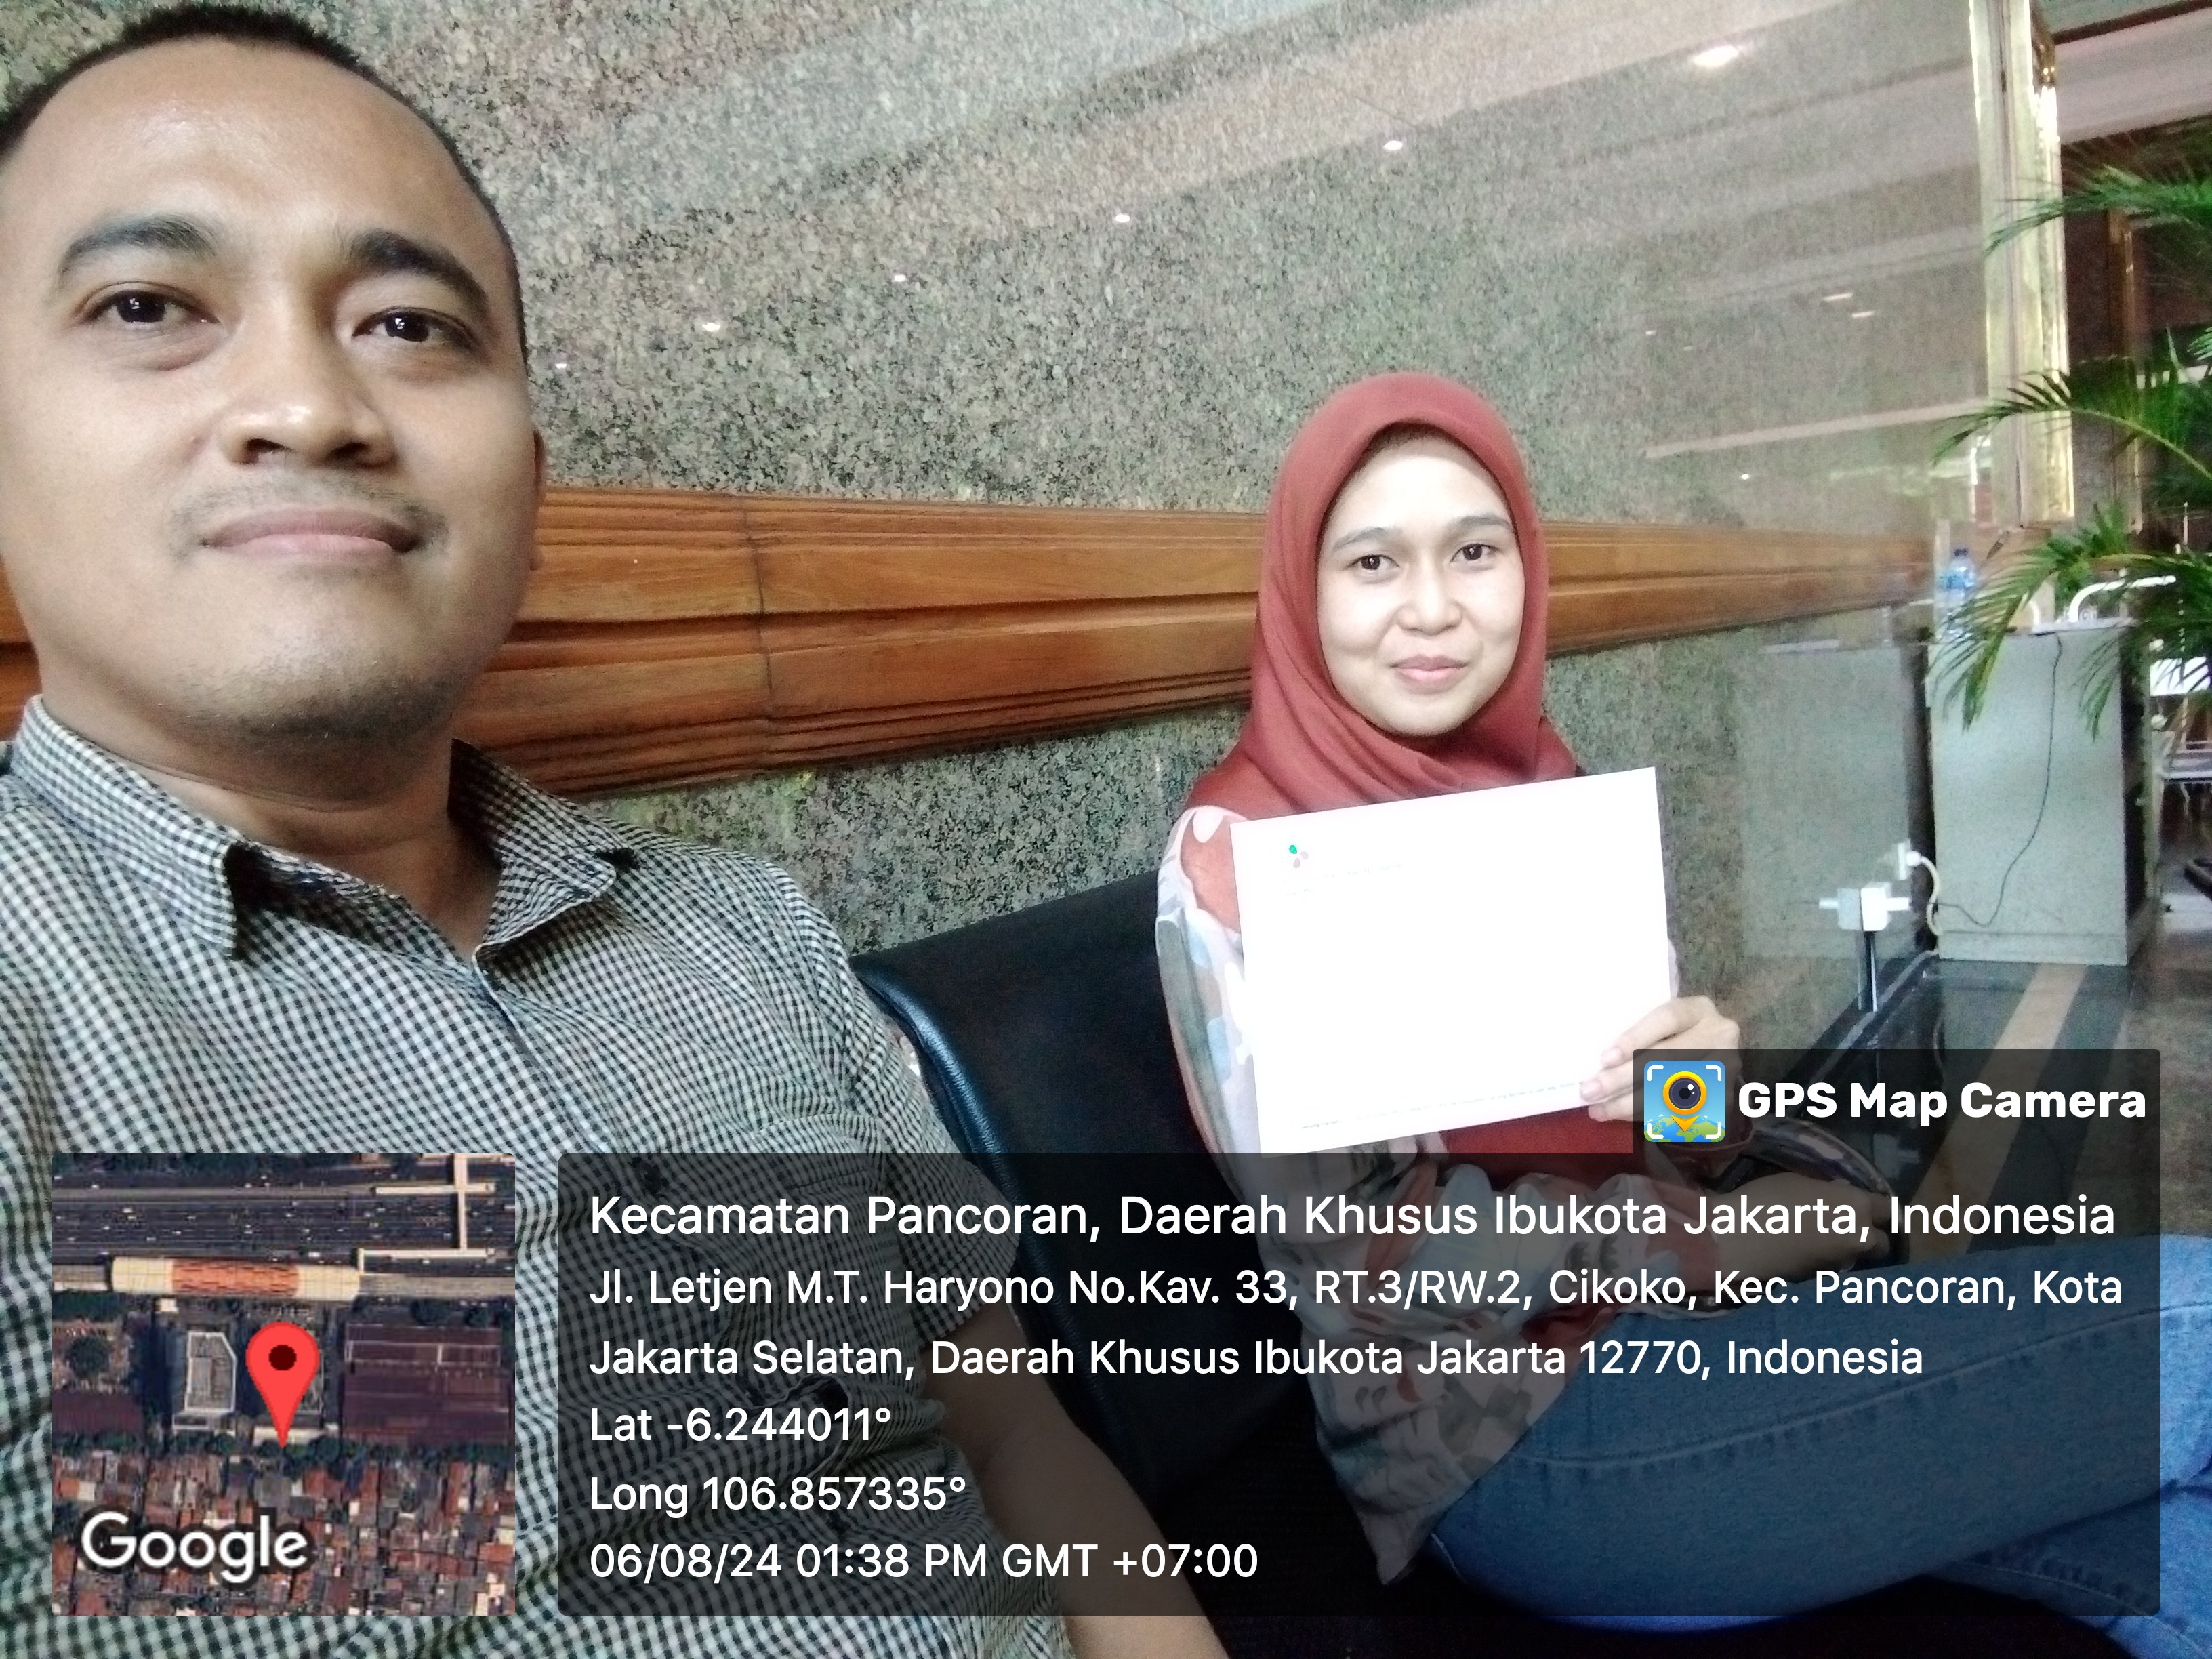 GPS Map Camera
Kecamatan Pancoran, Daerah Khusus Ibukota Jakarta, Indonesia
Jl. Letjen M.T. Haryono No.Kav. 33, RT.3/RW.2, Cikoko, Kec. Pancoran, Kota
Jakarta Selatan, Daerah Khusus Ibukota Jakarta 12770, Indonesia
Lat -6.244011°
Long 106.857335°
06/08/24 01:38 PM GMT +07:00
Google